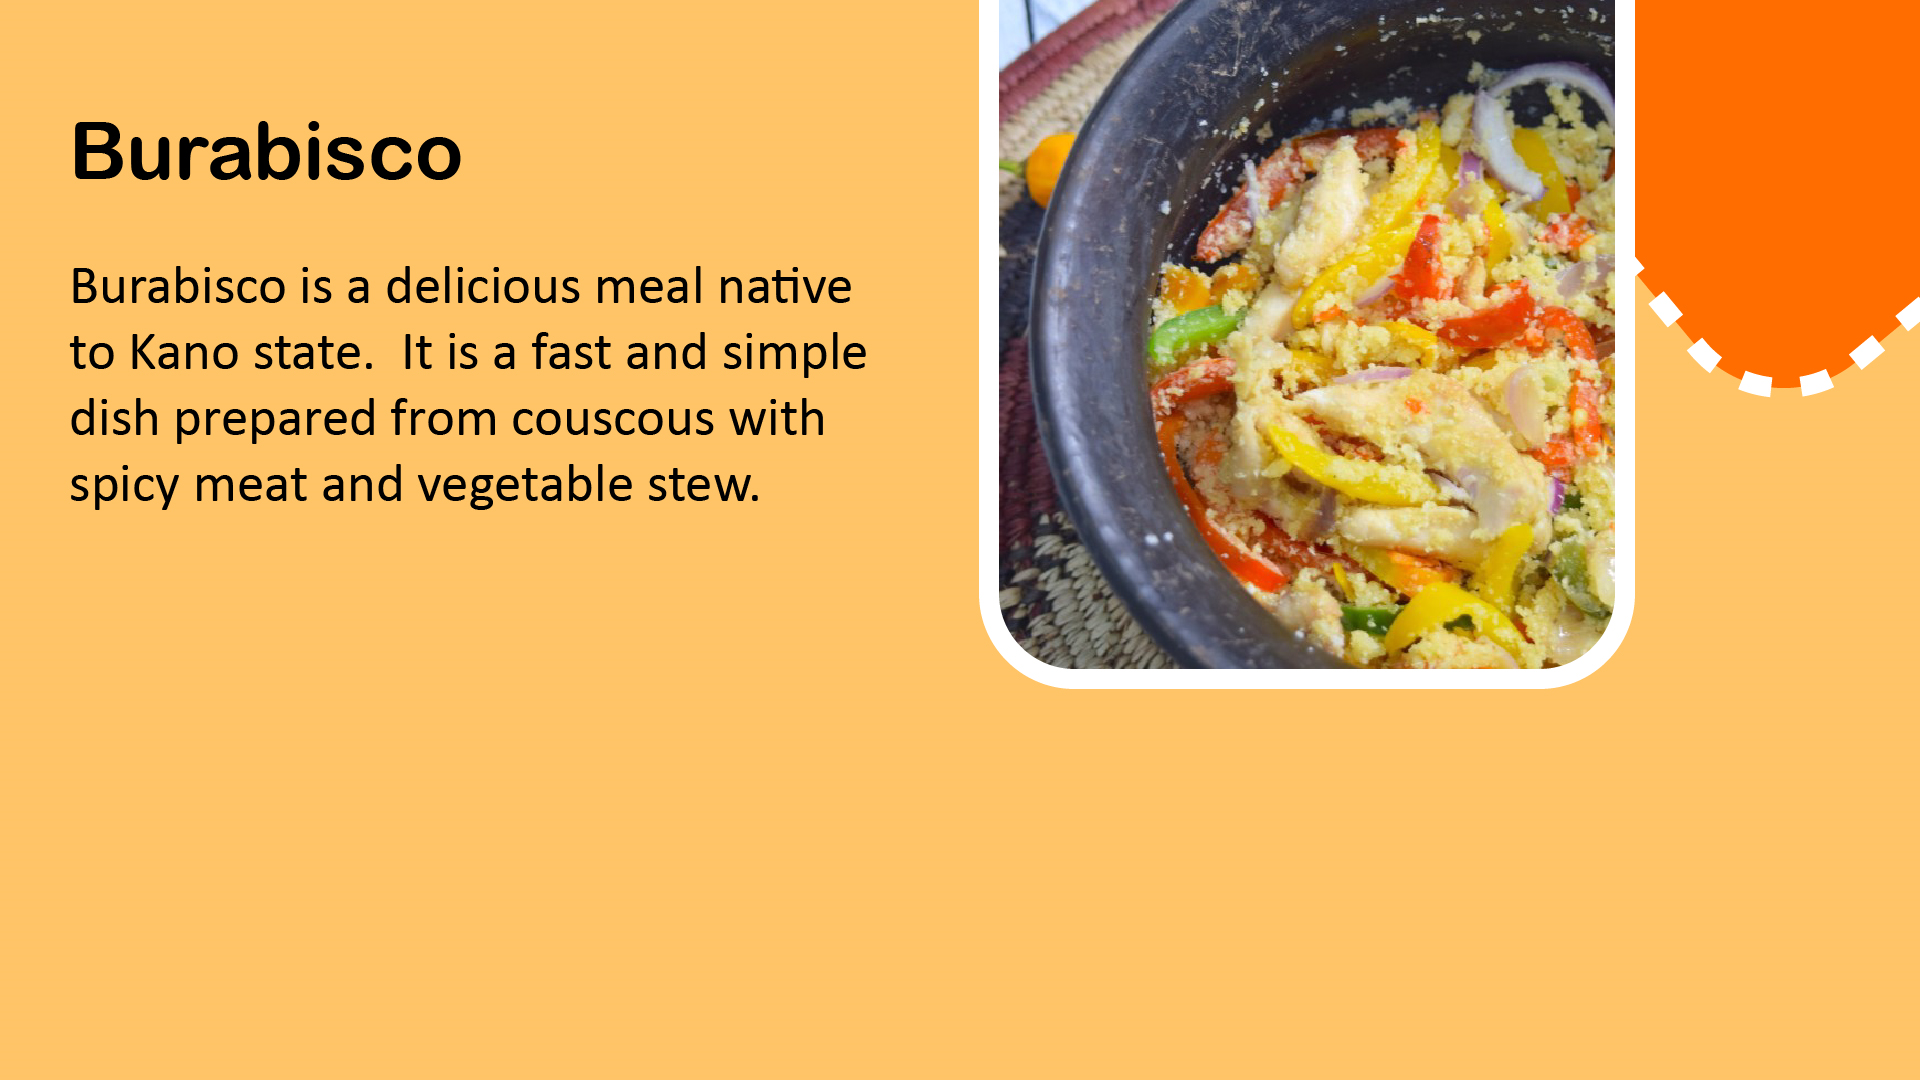 Burabisco
Burabisco is a delicious meal native
to Kano state.  It is a fast and simple
dish prepared from couscous with
spicy meat and vegetable stew.